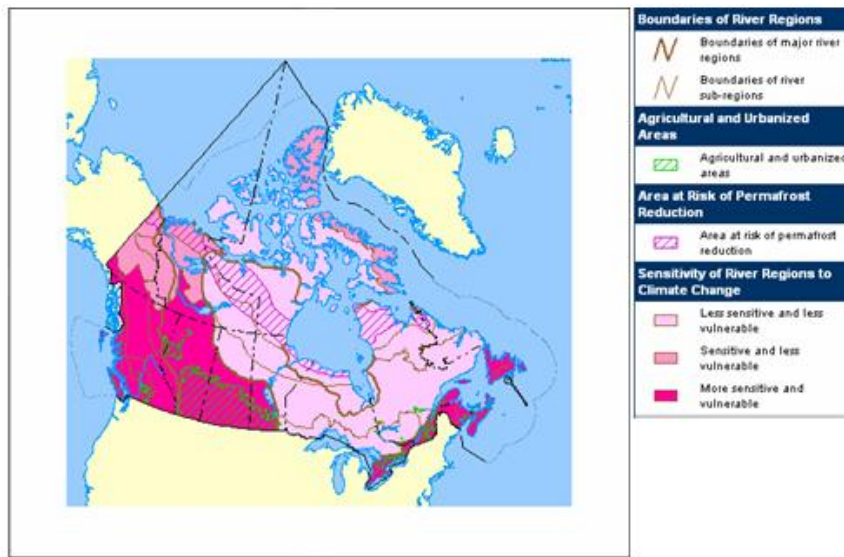 Boundaries of River Regions
Boundaries of major river
regions
Boundaries of river
sub-regions
Agricultural and Urbanized
Areas
Agricultural and urbanized
areas
Area at Risk of Permafrost
Reduction
Area at risk of permafrost
reduction
Sensitivity of River Regions to
Climate Change
Less sensitive and less
vulnerable
Sensitive and less
vulnerable
More sensitive and
vulnerable